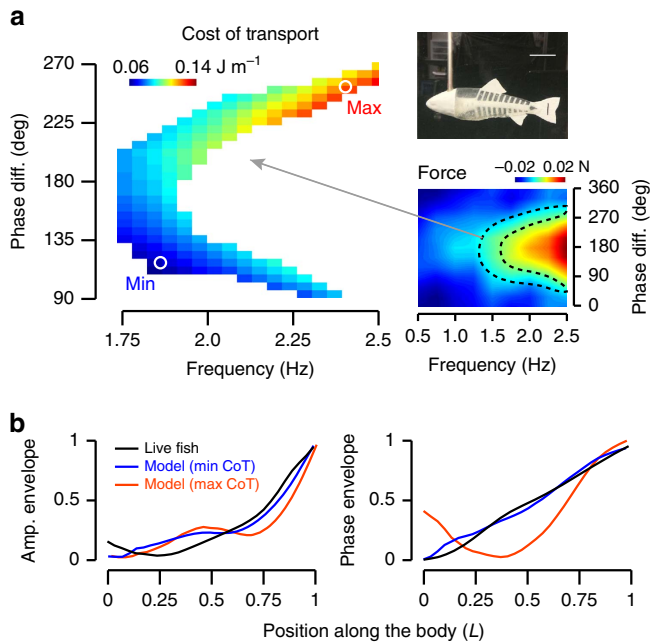 a
Cost of transport
270
225
180
135
90
Phase diff. (deg)
0.06
0.14 J m−1
Max
Min
1.75
2.0
2.25
2.5
Frequency (Hz)
Force
−0.02
0.02 N
360
270
180
90
0
Phase diff. (deg)
0.5
1.0
1.5
2.0
2.5
Frequency (Hz)
b
1
0.5
0
Amp. envelope
Live fish
Model (min CoT)
Model (max CoT)
0
0.25
0.5
0.75
1
1
0.5
0
Phase envelope
0
0.25
0.5
0.75
1
Position along the body (L)